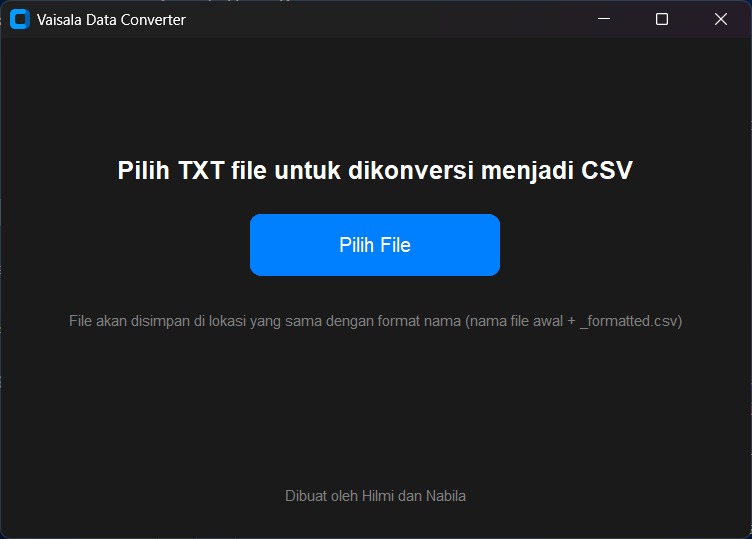 Vaisala Data Converter
Pilih TXT file untuk dikonversi menjadi CSV
Pilih File
File akan disimpan di lokasi yang sama dengan format nama (nama file awal + _formatted.csv)
Dibuat oleh Hilmi dan Nabila